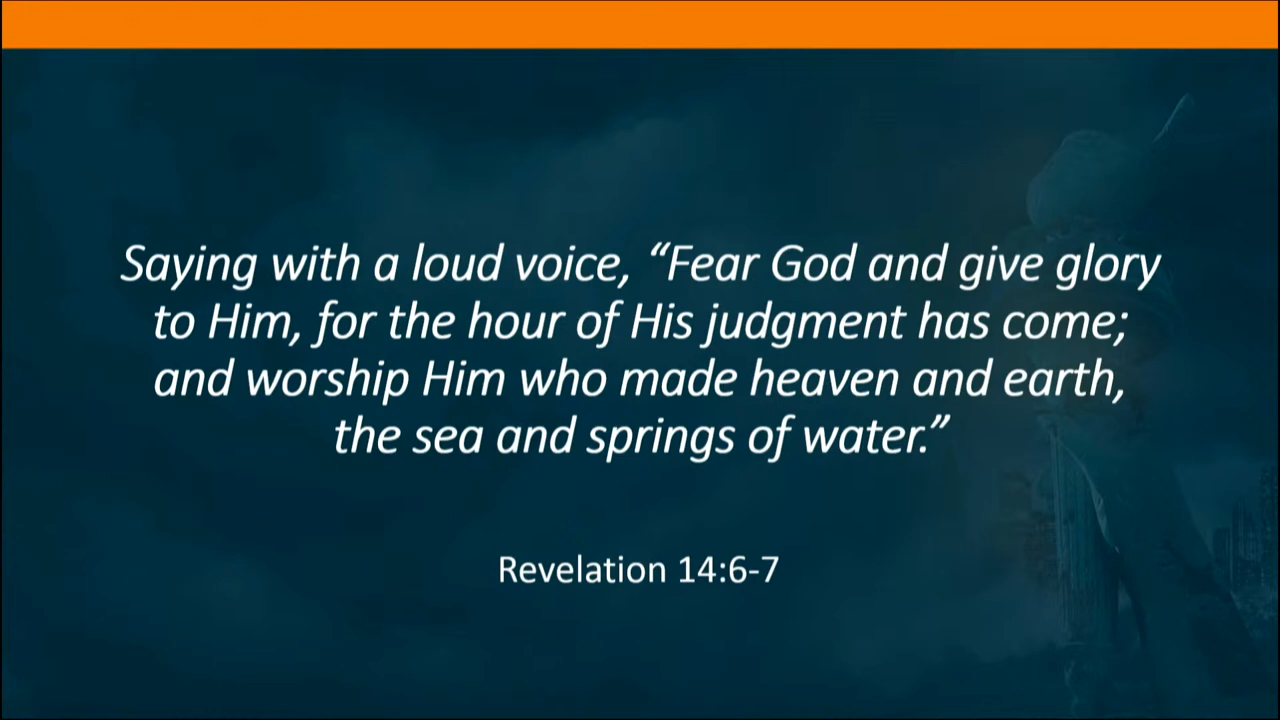 Saying with a loud voice, “Fear God and give glory
to Him, for the hour of His judgment has come;
and worship Him who made heaven and earth,
the sea and springs of water.”
Revelation 14:6-7